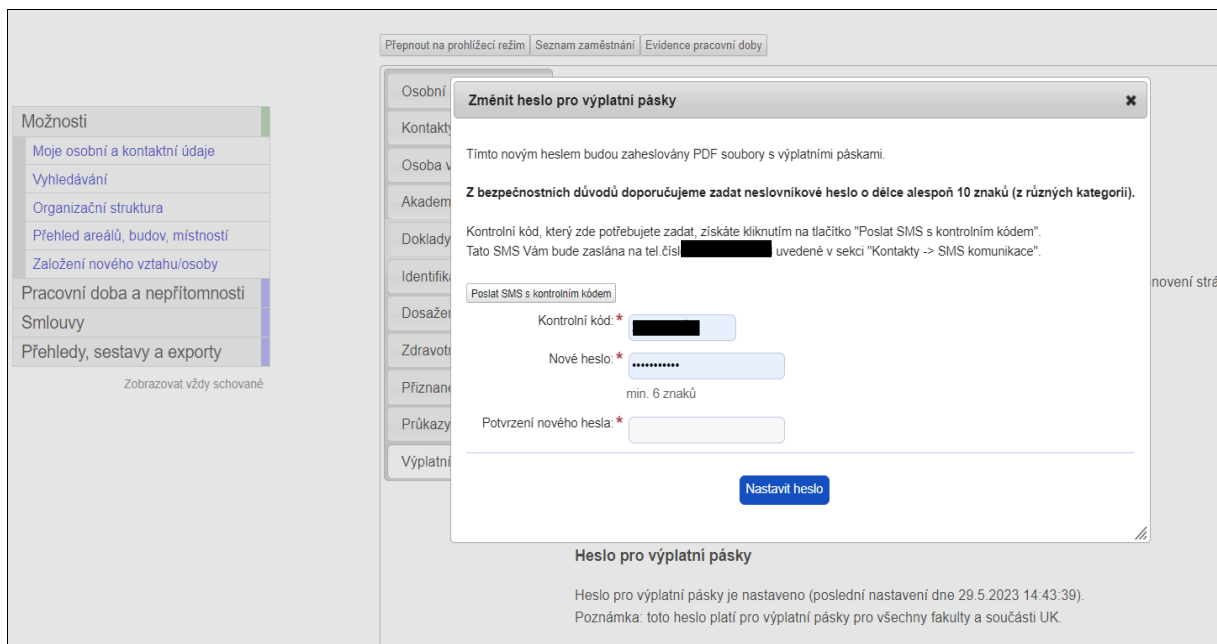 Přepnout na prohlížecí režim Seznam zaměstnání Evidence pracovní doby
Možnosti
Moje osobní a kontaktní údaje
Vyhledávání
Organizační struktura
Přehled areálů, budov, místností
Založení nového vztahu/osoby
Pracovní doba a nepřítomnosti
Smlouvy
Přehledy, sestavy a exporty
Zobrazovat vždy schované
Osobní
Kontakty
Osoba v
Akadem
Doklady
Identifik
Dosažen
Zdravotn
Přiznané
Průkazy
Výplatní
Změnit heslo pro výplatní pásky
Tímto novým heslem budou zaheslovány PDF soubory s výplatními páskami.
Z bezpečnostních důvodů doporučujeme zadat neslovníkové heslo o délce alespoň 10 znaků (z různých kategorií).
Kontrolní kód, který zde potřebujete zadat, získáte kliknutím na tlačítko "Poslat SMS s kontrolním kódem".
Tato SMS Vám bude zaslána na tel.čísl uvedené v sekci "Kontakty -> SMS komunikace".
Poslat SMS s kontrolním kódem
Kontrolní kód: *
Nové heslo: * •••••••••••
min. 6 znaků
Potvrzení nového hesla: *
Nastavit heslo
novení strá
Heslo pro výplatní pásky
Heslo pro výplatní pásky je nastaveno (poslední nastavení dne 29.5.2023 14:43:39).
Poznámka: toto heslo platí pro výplatní pásky pro všechny fakulty a součásti UK.